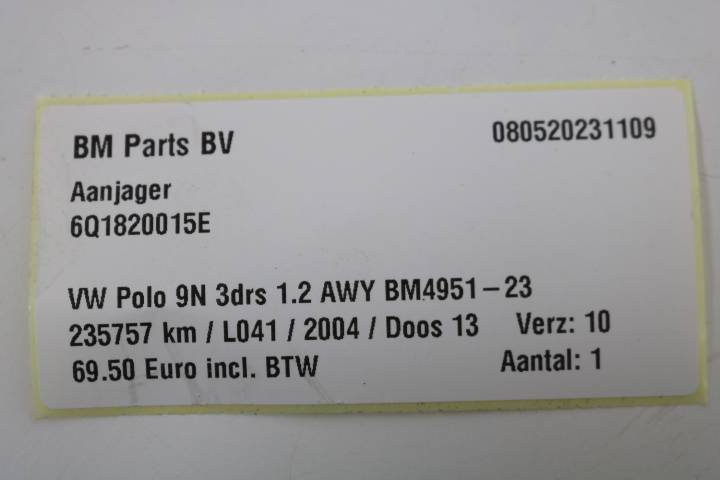 BM Parts BV 080520231109
Aanjager
6Q1820015E
VW Polo 9N 3drs 1.2 AWY BM4951-23
235757 km / L041 / 2004 / Doos 13 Verz: 10
69.50 Euro incl. BTW Aantal: 1